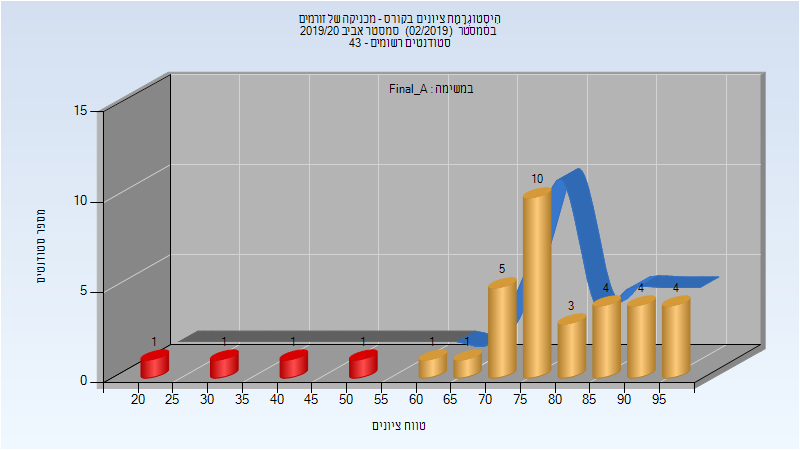 היסטוגרמת ציונים בקורס - מכניקה של זורמים
בסמסטר (02/2019) סמסטר אביב 2019/20
סטודנטים רשומים - 43
במשימה : Final_A
מספר סטודנטים
15
10
5
0
1
1
1
1
1
1
5
10
3
4
4
4
20 25 30 35 40 45 50 55 60 65 70 75 80 85 90 95
טווח ציונים